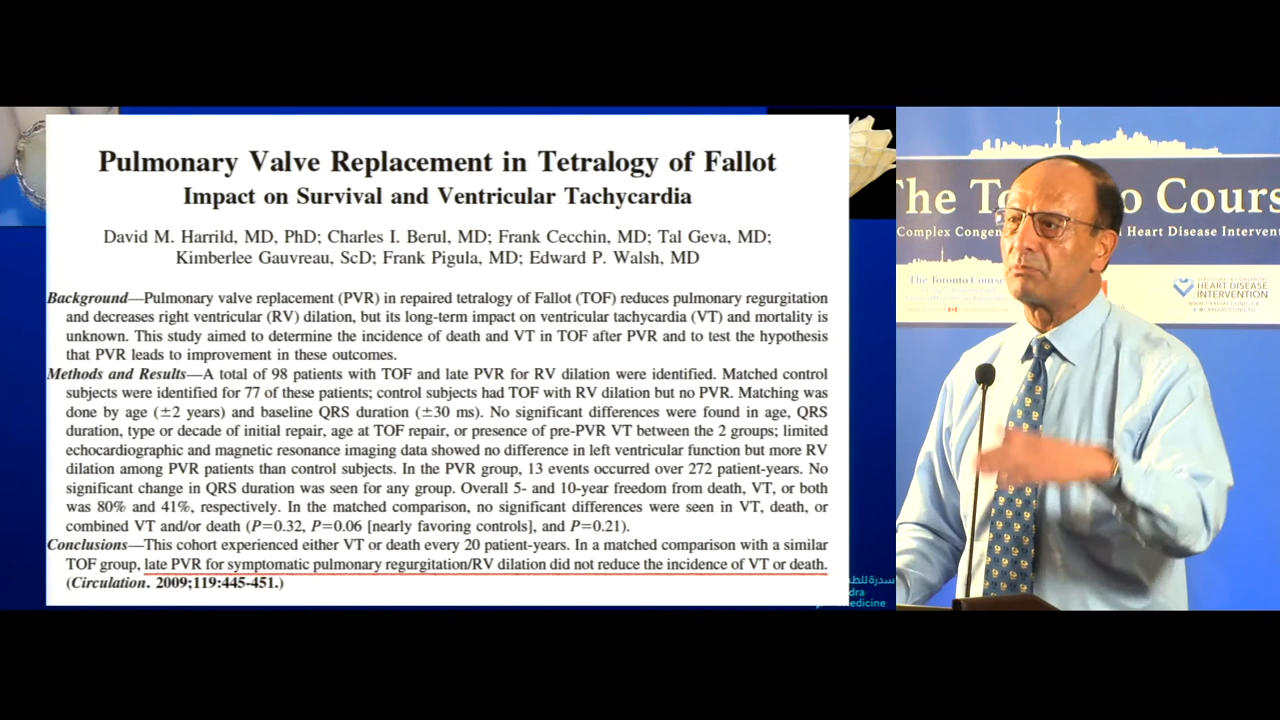 Pulmonary Valve Replacement in Tetralogy of Fallot
Impact on Survival and Ventricular Tachycardia
David M. Harrild, MD, PhD; Charles I. Berul, MD; Frank Cecchin, MD; Tal Geva, MD;
Kimberlee Gauvreau, ScD; Frank Pigula, MD; Edward P. Walsh, MD
Background—Pulmonary valve replacement (PVR) in repaired tetralogy of Fallot (TOF) reduces pulmonary regurgitation
and decreases right ventricular (RV) dilation, but its long-term impact on ventricular tachycardia (VT) and mortality is
unknown. This study aimed to determine the incidence of death and VT in TOF after PVR and to test the hypothesis
that PVR leads to improvement in these outcomes.
Methods and Results—A total of 98 patients with TOF and late PVR for RV dilation were identified. Matched control
subjects were identified for 77 of these patients; control subjects had TOF with RV dilation but no PVR. Matching was
done by age (±2 years) and baseline QRS duration (±30 ms). No significant differences were found in age, QRS
duration, type or decade of initial repair, age at TOF repair, or presence of pre-PVR VT between the 2 groups; limited
echocardiographic and magnetic resonance imaging data showed no difference in left ventricular function but more RV
dilation among PVR patients than control subjects. In the PVR group, 13 events occurred over 272 patient-years. No
significant change in QRS duration was seen for any group. Overall 5- and 10-year freedom from death, VT, or both
was 80% and 41%, respectively. In the matched comparison, no significant differences were seen in VT, death, or
combined VT and/or death (P=0.32, P=0.06 [nearly favoring controls], and P=0.21).
Conclusions—This cohort experienced either VT or death every 20 patient-years. In a matched comparison with a similar
TOF group, late PVR for symptomatic pulmonary regurgitation/RV dilation did not reduce the incidence of VT or death.
(Circulation. 2009;119:445-451.)
سدرة للط
dra
edicine
The To o Cours
Complex Congen Heart Disease Intervent
The Toronto Course
HEART DISEASE
INTERVENTION